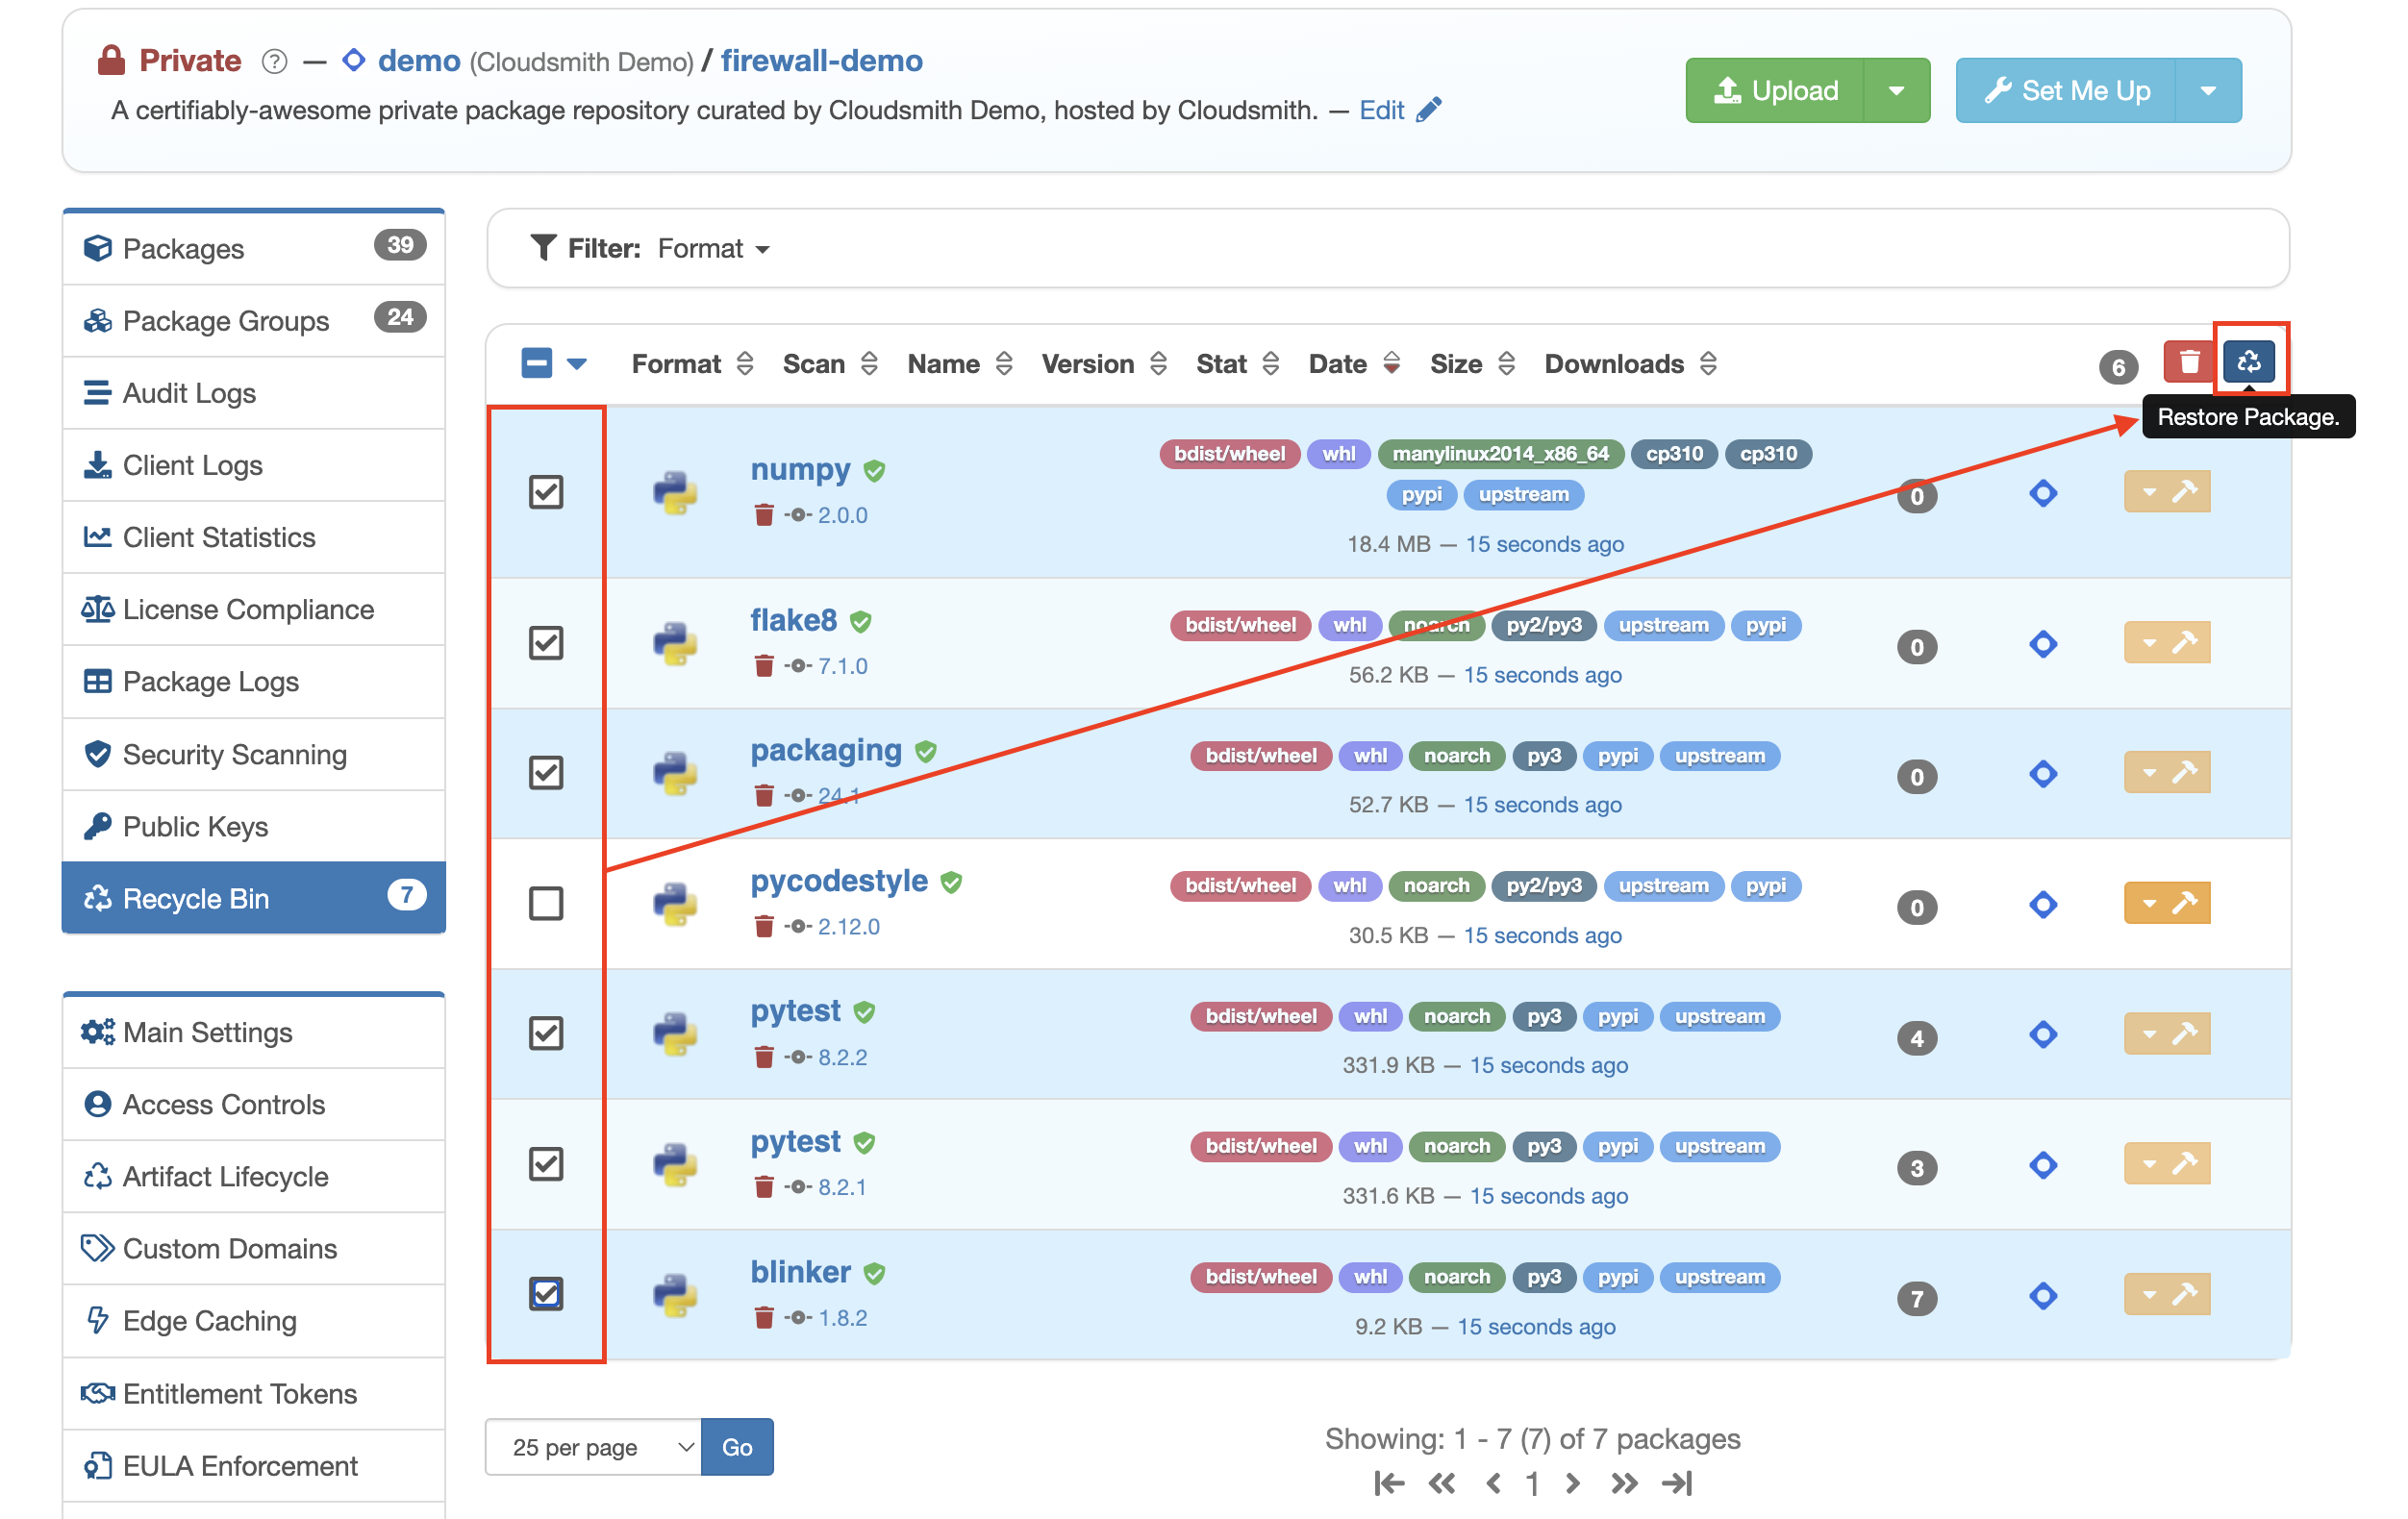 Private ? — demo (Cloudsmith Demo) / firewall-demo
A certifiably-awesome private package repository curated by Cloudsmith Demo, hosted by Cloudsmith. — Edit
Upload
Set Me Up
Packages 39
Package Groups 24
Audit Logs
Client Logs
Client Statistics
License Compliance
Package Logs
Security Scanning
Public Keys
Recycle Bin 7
Main Settings
Access Controls
Artifact Lifecycle
Custom Domains
Edge Caching
Entitlement Tokens
EULA Enforcement
Filter: Format
Format Scan Name Version Stat Date Size Downloads 6
Restore Package.
numpy
2.0.0
bdist/wheel whl manylinux2014_x86_64 cp310 cp310
pypi upstream
18.4 MB — 15 seconds ago
0
flake8
7.1.0
bdist/wheel whl noarch py2/py3 upstream pypi
56.2 KB — 15 seconds ago
0
packaging
24.1
bdist/wheel whl noarch py3 pypi upstream
52.7 KB — 15 seconds ago
0
pycodestyle
2.12.0
bdist/wheel whl noarch py2/py3 upstream pypi
30.5 KB — 15 seconds ago
0
pytest
8.2.2
bdist/wheel whl noarch py3 pypi upstream
331.9 KB — 15 seconds ago
4
pytest
8.2.1
bdist/wheel whl noarch py3 pypi upstream
331.6 KB — 15 seconds ago
3
blinker
1.8.2
bdist/wheel whl noarch py3 pypi upstream
9.2 KB — 15 seconds ago
7
25 per page Go
Showing: 1 - 7 (7) of 7 packages
1